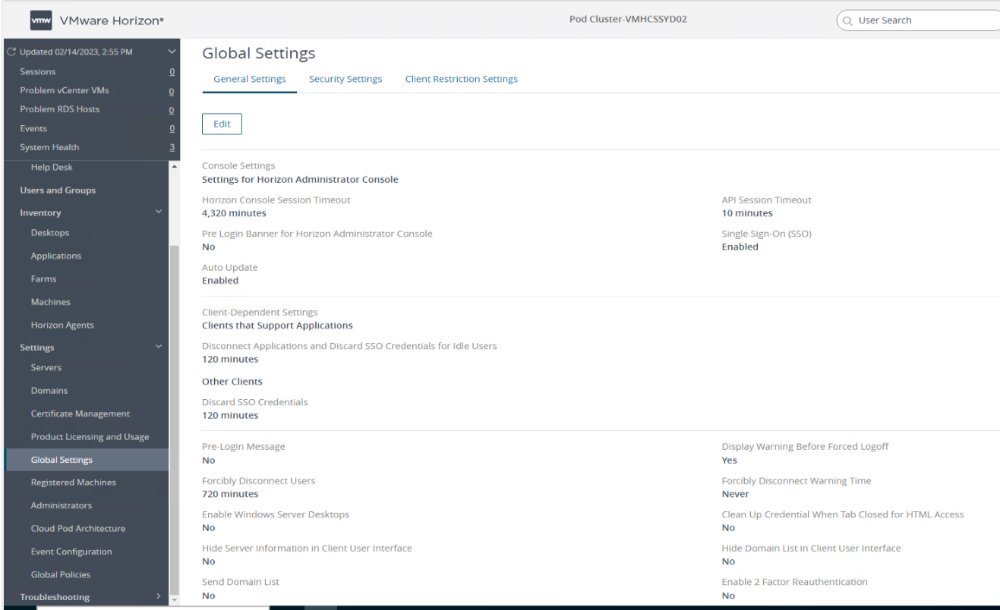 vmw VMware Horizon®
Pod Cluster-VMHCSSYD02
User Search
Updated 02/14/2023, 2:55 PM
Sessions 0
Problem vCenter VMs 0
Problem RDS Hosts 0
Events 0
System Health 3
Help Desk
Users and Groups
Inventory
Desktops
Applications
Farms
Machines
Horizon Agents
Settings
Servers
Domains
Certificate Management
Product Licensing and Usage
Global Settings
Registered Machines
Administrators
Cloud Pod Architecture
Event Configuration
Global Policies
Troubleshooting
Global Settings
General Settings Security Settings Client Restriction Settings
Edit
Console Settings
Settings for Horizon Administrator Console
Horizon Console Session Timeout
4,320 minutes
API Session Timeout
10 minutes
Pre Login Banner for Horizon Administrator Console
No
Single Sign-On (SSO)
Enabled
Auto Update
Enabled
Client-Dependent Settings
Clients that Support Applications
Disconnect Applications and Discard SSO Credentials for Idle Users
120 minutes
Other Clients
Discard SSO Credentials
120 minutes
Pre-Login Message
No
Display Warning Before Forced Logoff
Yes
Forcibly Disconnect Users
720 minutes
Forcibly Disconnect Warning Time
Never
Enable Windows Server Desktops
No
Clean Up Credential When Tab Closed for HTML Access
No
Hide Server Information in Client User Interface
No
Hide Domain List in Client User Interface
No
Send Domain List
No
Enable 2 Factor Reauthentication
No